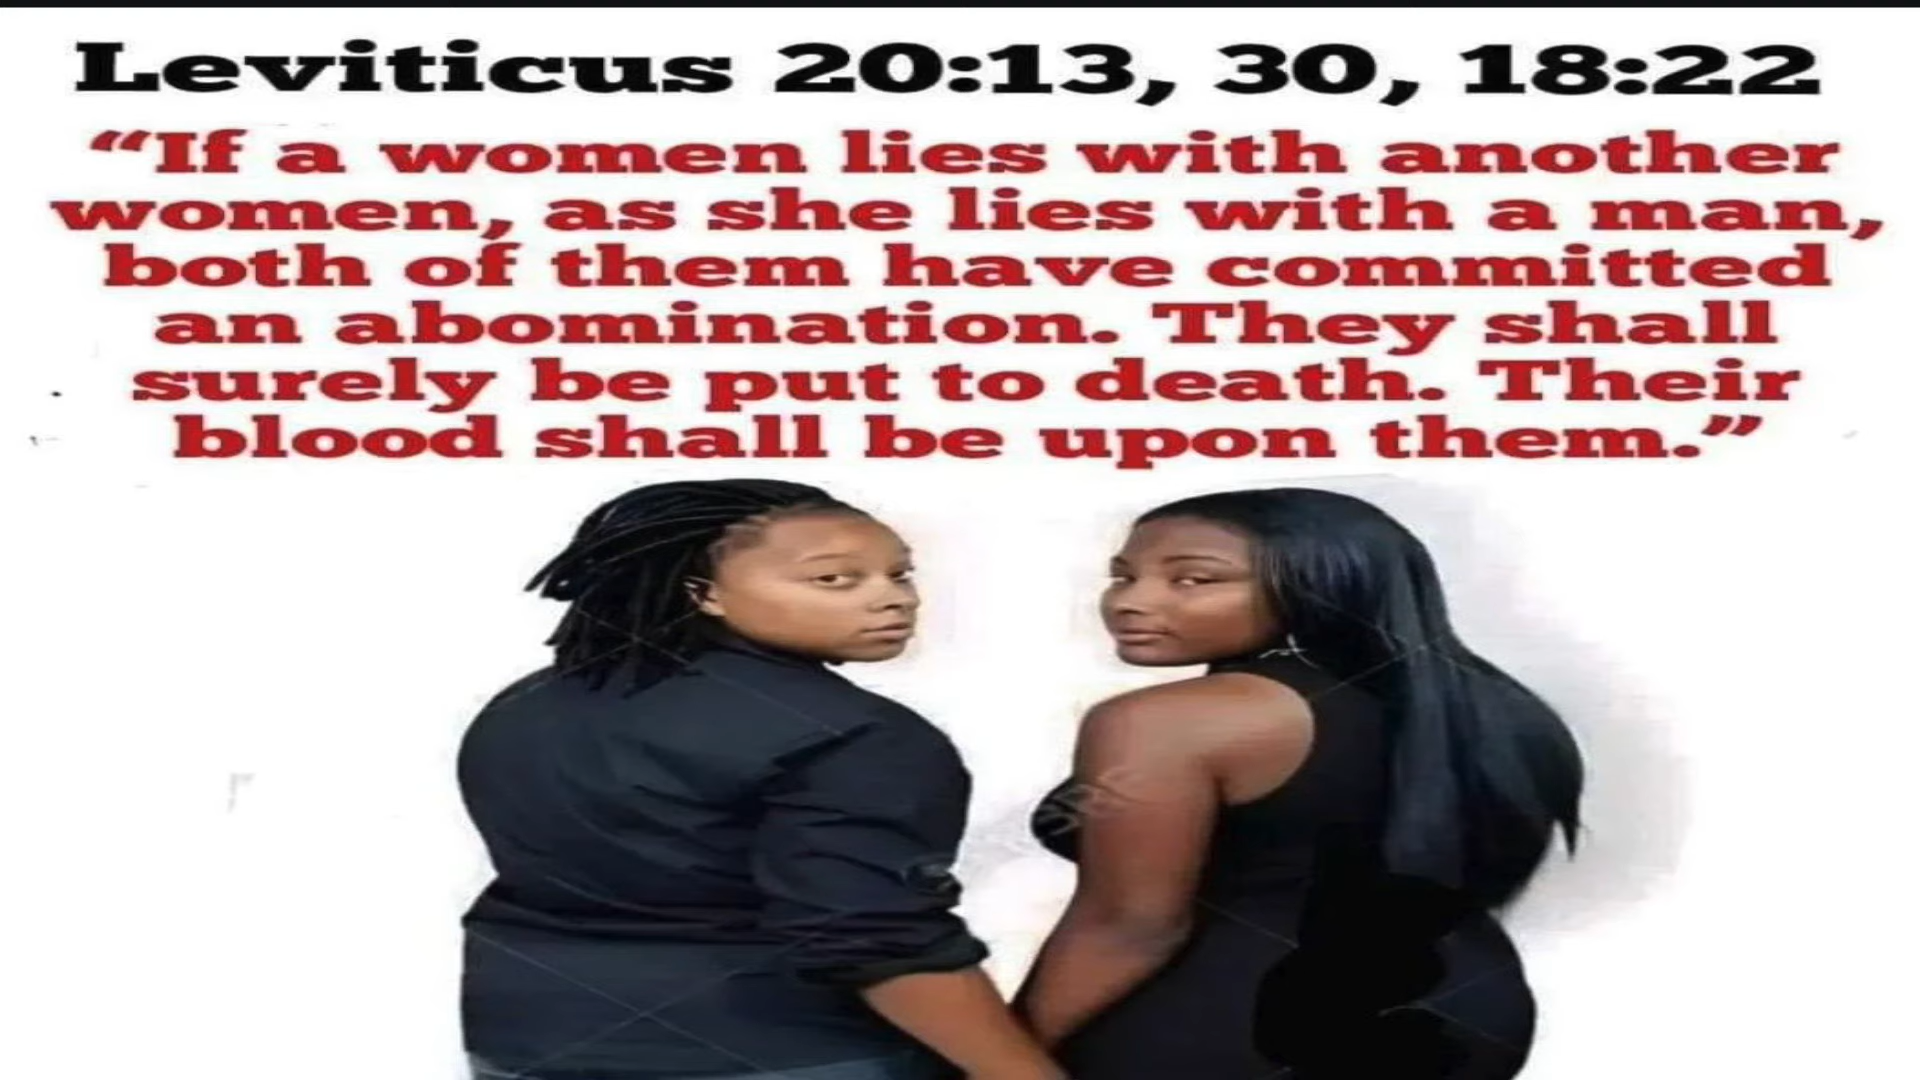 Leviticus 20:13, 30, 18:22
“If a women lies with another
women, as she lies with a man,
both of them have committed
an abomination. They shall
surely be put to death. Their
blood shall be upon them.”